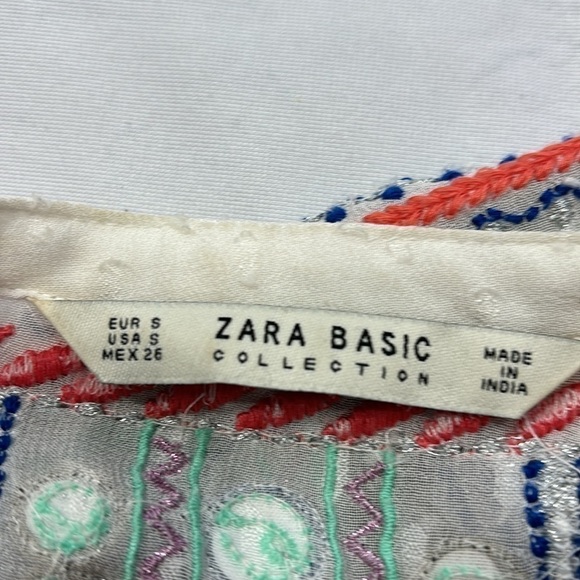 EUR S
USA S
MEX 26
ZARA BASIC
COLLECTION
MADE
IN
INDIA